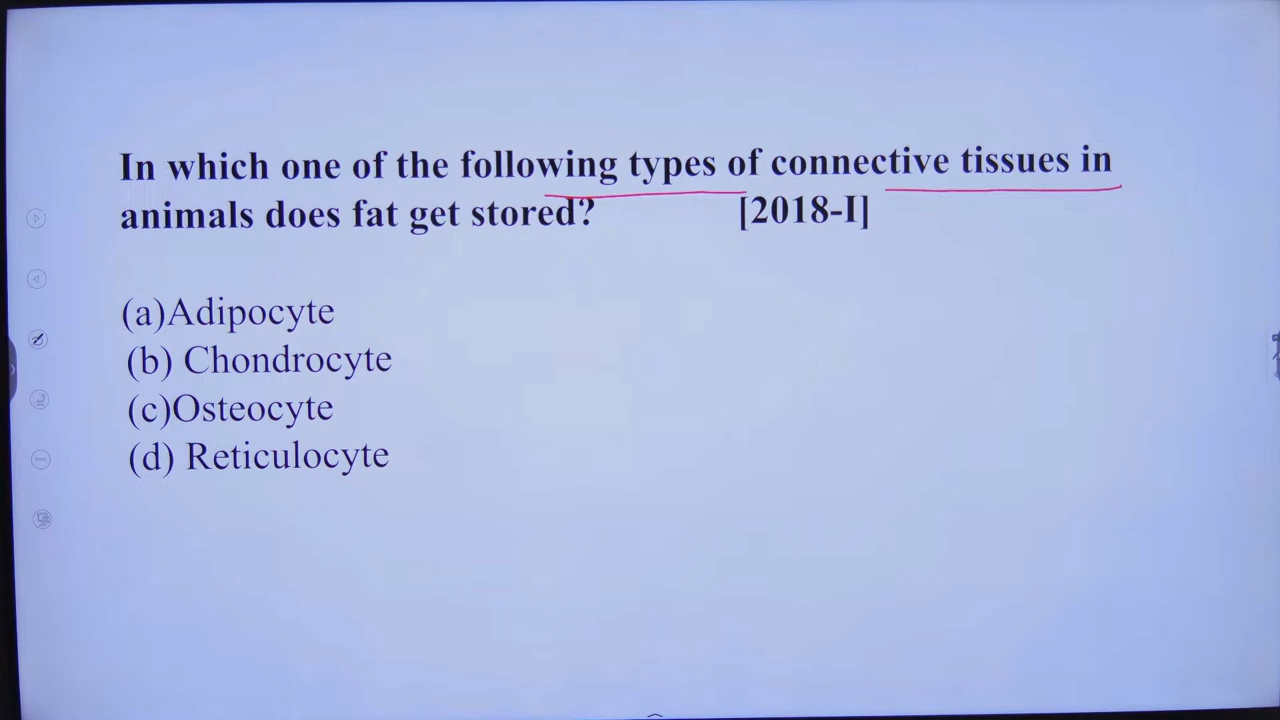 In which one of the following types of connective tissues in
animals does fat get stored? [2018-I]
(a)Adipocyte
(b) Chondrocyte
(c)Osteocyte
(d) Reticulocyte